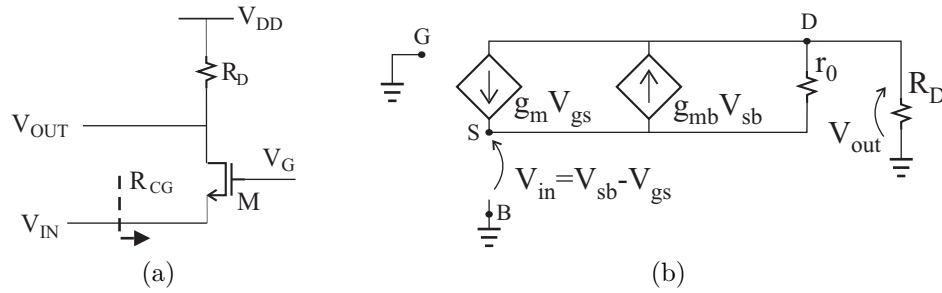 V_DD
R_D
V_OUT
V_G
R_CG
M
V_IN
(a)
G
D
r_0
g_m V_gs
g_mb V_sb
R_D
V_out
S
V_in=V_sb-V_gs
B
(b)